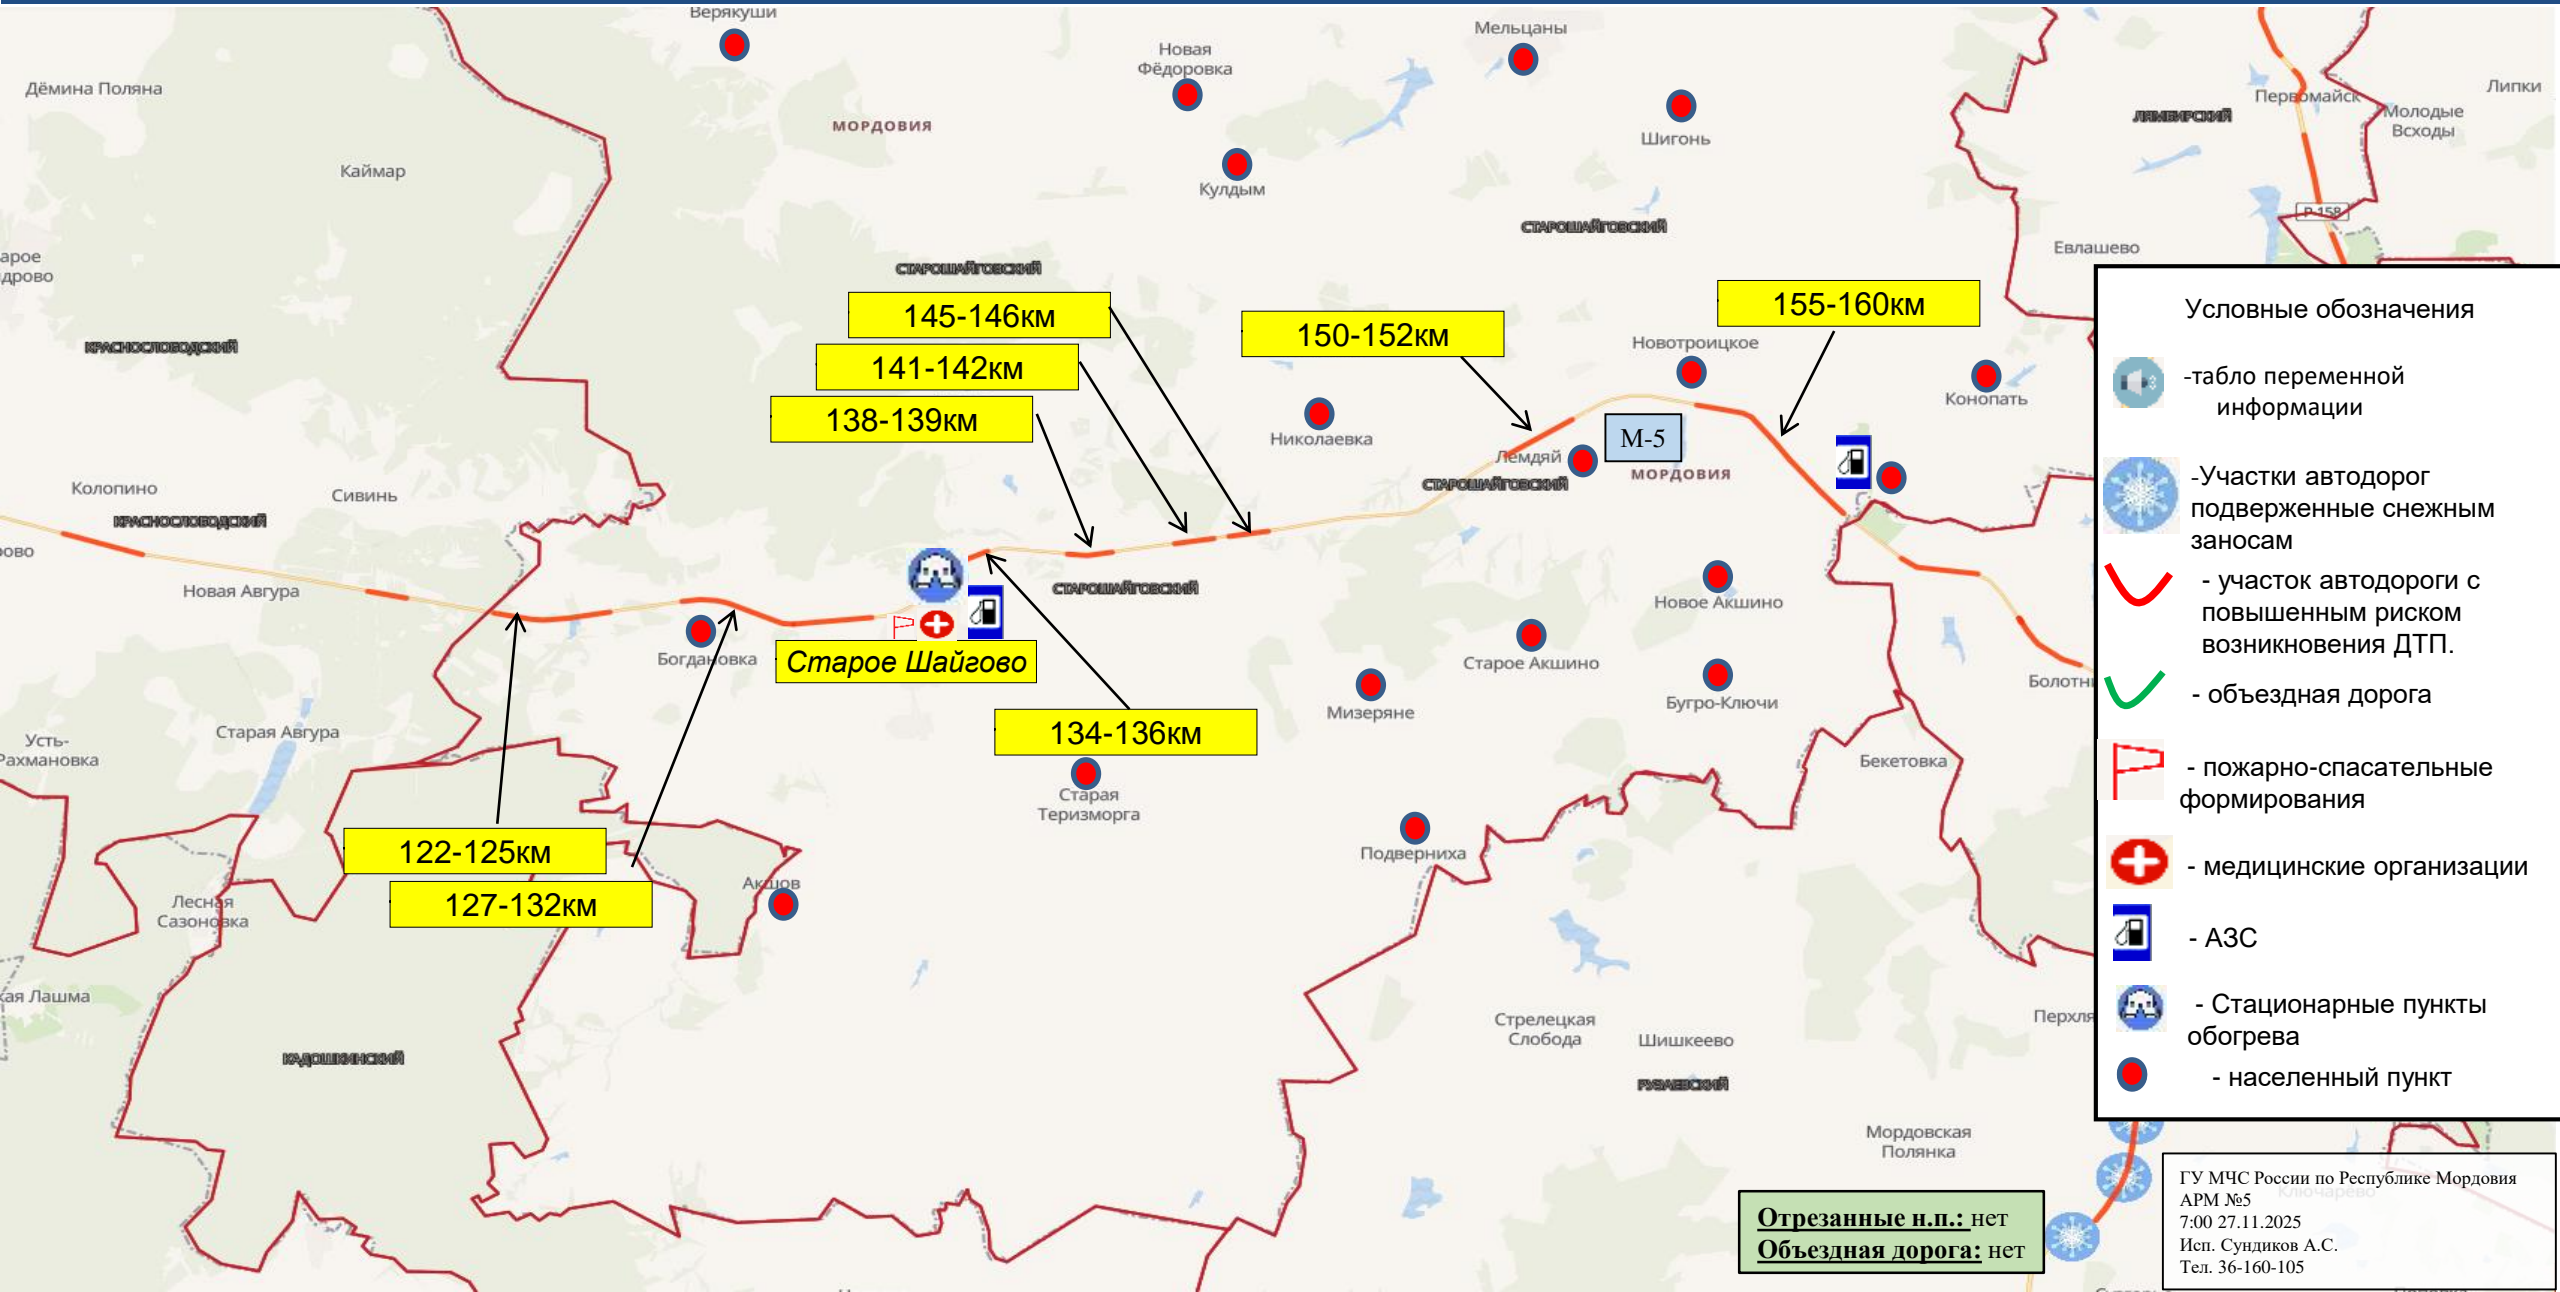 Верякуши
Мельцаны
Новая
Фёдоровка
Дёмина Поляна
Липки
Первомайск
Молодые
Всходы
ЛЯМБИРСКИЙ
МОРДОВИЯ
Шигонь
Каймар
Кулдым
Р-158
СТАРОШАЙГОВСКИЙ
Евлашево
СТАРОШАЙГОВСКИЙ
КРАСНОСЛОБОДСКИЙ
145-146км
141-142км
138-139км
150-152км
155-160км
Новотроицкое
Конопать
Николаевка
М-5
Лемдяй
МОРДОВИЯ
СТАРОШАЙГОВСКИЙ
Колопино
Сивинь
КРАСНОСЛОБОДСКИЙ
Новая Авгура
СТАРОШАЙГОВСКИЙ
Новое Акшино
Богдановка
Старое Шайгово
Старое Акшино
Мизеряне
Бугро-Ключи
134-136км
Старая Авгура
Усть-
Рахмановка
Бекетовка
Старая
Теризморга
122-125км
127-132км
Подверниха
Акшов
Лесная
Сазоновка
Стрелецкая
Слобода
Шишкеево
РУЗАЕВСКИЙ
КАДОШКИНСКИЙ
Мордовская
Полянка
Условные обозначения
-табло переменной
информации
-Участки автодорог
подверженные снежным
заносам
- участок автодороги с
повышенным риском
возникновения ДТП.
- объездная дорога
- пожарно-спасательные
формирования
- медицинские организации
- АЗС
- Стационарные пункты
обогрева
- населенный пункт
Отрезанные н.п.: нет
Объездная дорога: нет
ГУ МЧС России по Республике Мордовия
АРМ №5
7:00 27.11.2025
Исп. Сундиков А.С.
Тел. 36-160-105
Ключарево